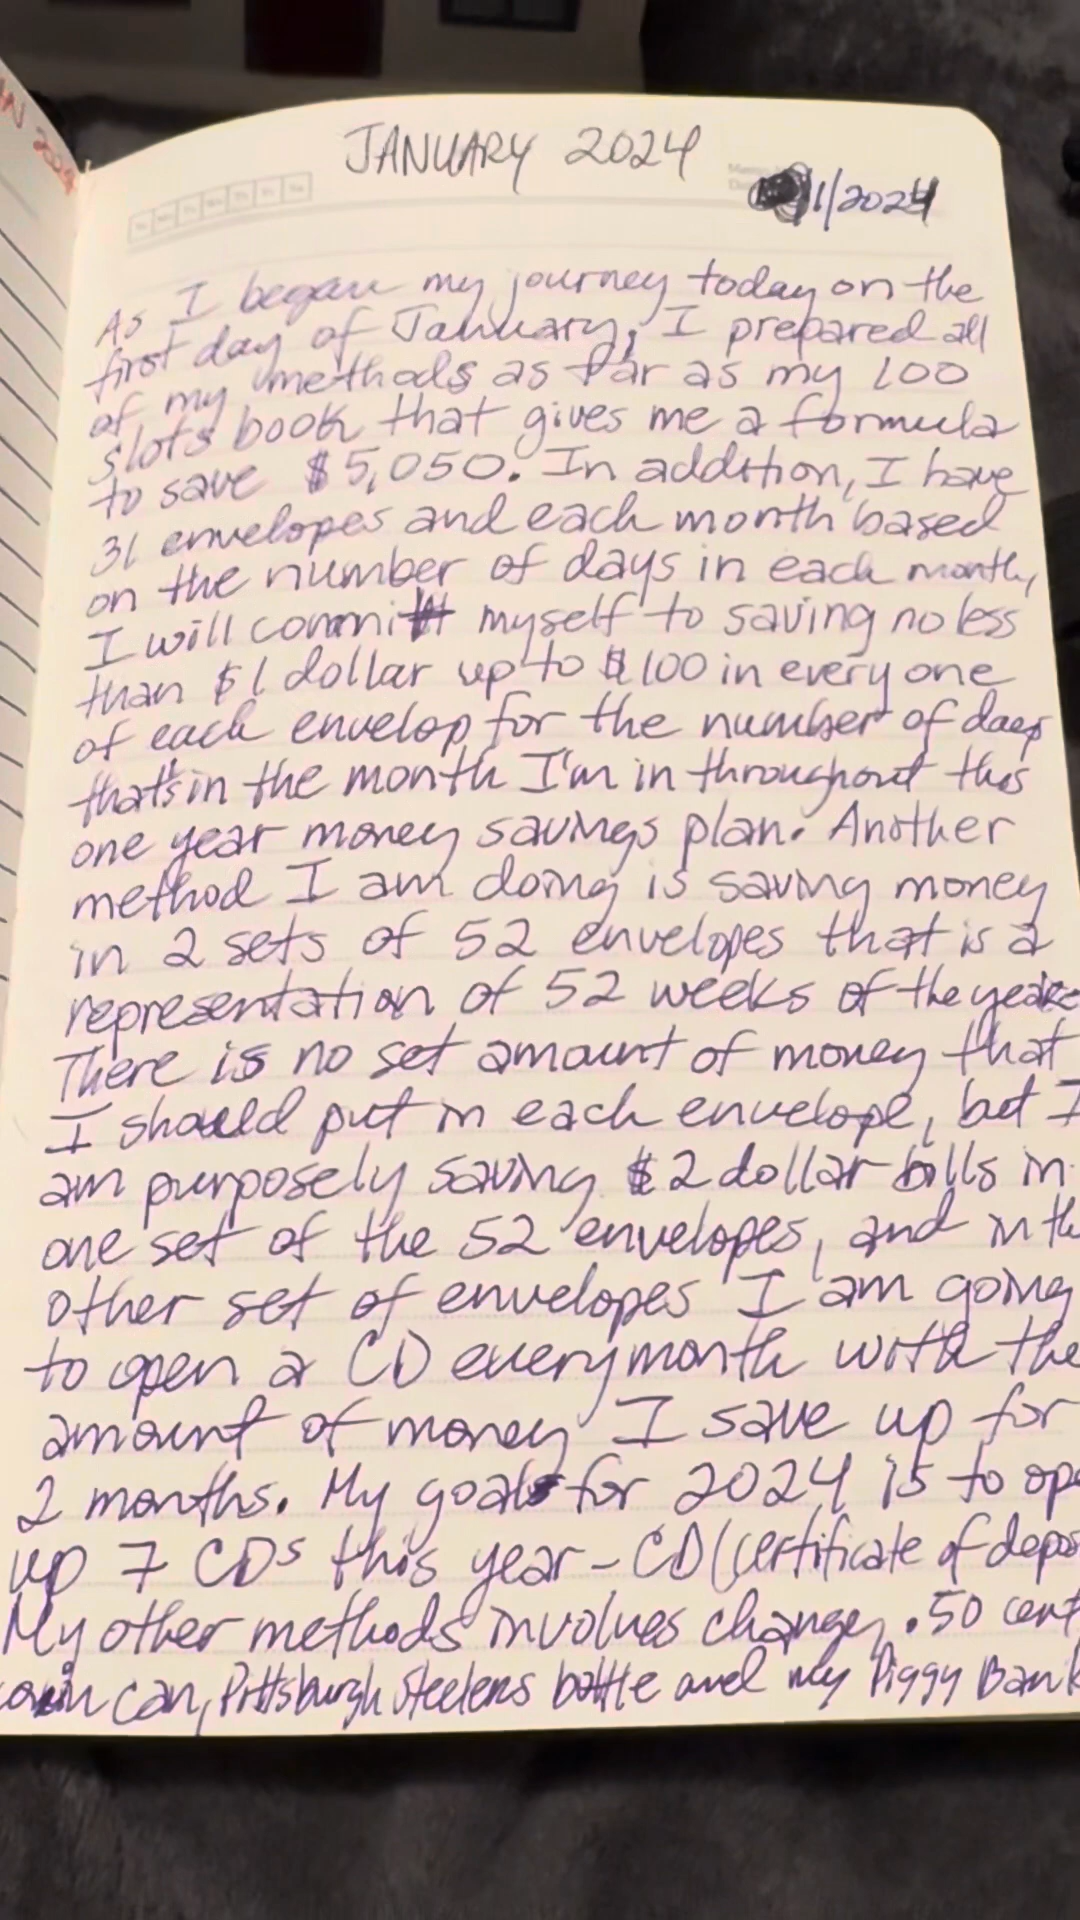 JANUARY 2024
1/2024
As I began my journey today on the
first day of January, I prepared all
of my methods as far as my 100
slots book that gives me a formula
to save $5,050. In addition, I have
31 envelopes and each month based
on the number of days in each month,
I will commit myself to saving no less
than $1 dollar up to $100 in every one
of each envelop for the number of days
that's in the month I'm in throughout this
one year money savings plan. Another
method I am doing is saving money
in 2 sets of 52 envelopes that is a
representation of 52 weeks of the year.
There is no set amount of money that
I should put in each envelope, but I
am purposely saving $2 dollar bills in
one set of the 52 envelopes, and in th
other set of envelopes I am going
to open a CD every month with the
amount of money I save up for
2 months. My goal for 2024 is to ope
up 7 CDs this year - CD (certificate of depos
My other methods involves change, .50 cent
coin can, Pittsburgh Steelers bottle and my Piggy Bank